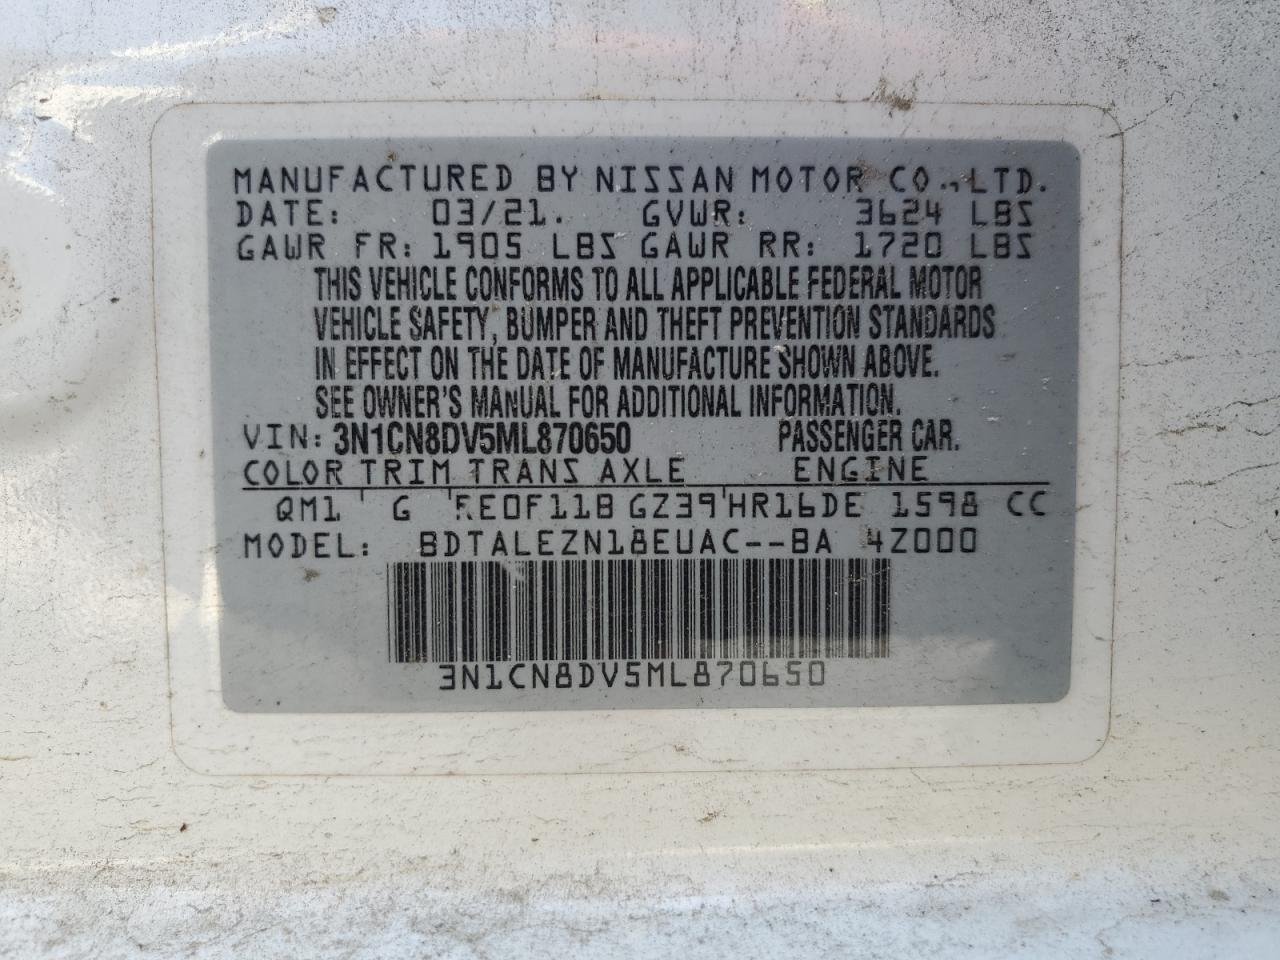 MANUFACTURED BY NISSAN MOTOR CO., LTD.
DATE: 03/21. GVWR: 3624 LBS
GAWR FR: 1905 LBS GAWR RR: 1720 LBS
THIS VEHICLE CONFORMS TO ALL APPLICABLE FEDERAL MOTOR
VEHICLE SAFETY, BUMPER AND THEFT PREVENTION STANDARDS
IN EFFECT ON THE DATE OF MANUFACTURE SHOWN ABOVE.
SEE OWNER'S MANUAL FOR ADDITIONAL INFORMATION.
VIN: 3N1CN8DV5ML870650 PASSENGER CAR.
COLOR TRIM TRANS AXLE ENGINE
QM1 G RE0F11B GZ39 HR16DE 1598 CC
MODEL: BDTALEZN18EUAC--BA 4Z000
3N1CN8DV5ML870650